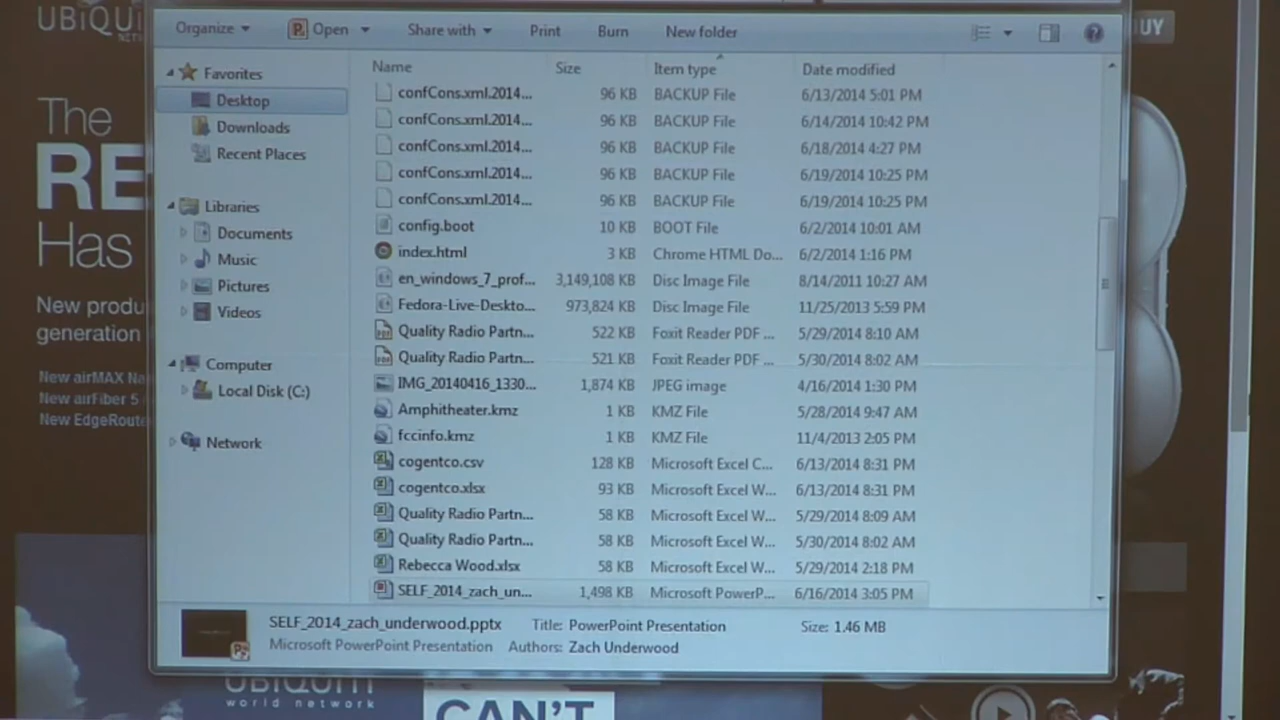 UBIQUI
NET
BUY
The
RE
Has
New produ
generation
New airMAX Na
New airFiber 5
New EdgeRoute
Organize
Open
Share with
Print
Burn
New folder
Favorites
Desktop
Downloads
Recent Places
Libraries
Documents
Music
Pictures
Videos
Computer
Local Disk (C:)
Network
Name Size Item type Date modified
confCons.xml.2014... 96 KB BACKUP File 6/13/2014 5:01 PM
confCons.xml.2014... 96 KB BACKUP File 6/14/2014 10:42 PM
confCons.xml.2014... 96 KB BACKUP File 6/18/2014 4:27 PM
confCons.xml.2014... 96 KB BACKUP File 6/19/2014 10:25 PM
confCons.xml.2014... 96 KB BACKUP File 6/19/2014 10:25 PM
config.boot 10 KB BOOT File 6/2/2014 10:01 AM
index.html 3 KB Chrome HTML Do... 6/2/2014 1:16 PM
en_windows_7_prof... 3,149,108 KB Disc Image File 8/14/2011 10:27 AM
Fedora-Live-Deskto... 973,824 KB Disc Image File 11/25/2013 5:59 PM
Quality Radio Partn... 522 KB Foxit Reader PDF ... 5/29/2014 8:10 AM
Quality Radio Partn... 521 KB Foxit Reader PDF ... 5/30/2014 8:02 AM
IMG_20140416_1330... 1,874 KB JPEG image 4/16/2014 1:30 PM
Amphitheater.kmz 1 KB KMZ File 5/28/2014 9:47 AM
fccinfo.kmz 1 KB KMZ File 11/4/2013 2:05 PM
cogentco.csv 128 KB Microsoft Excel C... 6/13/2014 8:31 PM
cogentco.xlsx 93 KB Microsoft Excel W... 6/13/2014 8:31 PM
Quality Radio Partn... 58 KB Microsoft Excel W... 5/29/2014 8:09 AM
Quality Radio Partn... 58 KB Microsoft Excel W... 5/30/2014 8:02 AM
Rebecca Wood.xlsx 58 KB Microsoft Excel W... 5/29/2014 2:18 PM
SELF_2014_zach_un... 1,498 KB Microsoft PowerP... 6/16/2014 3:05 PM
SELF_2014_zach_underwood.pptx Title: PowerPoint Presentation Size: 1.46 MB
Microsoft PowerPoint Presentation Authors: Zach Underwood
UBIQUITI
world network
CAN'T